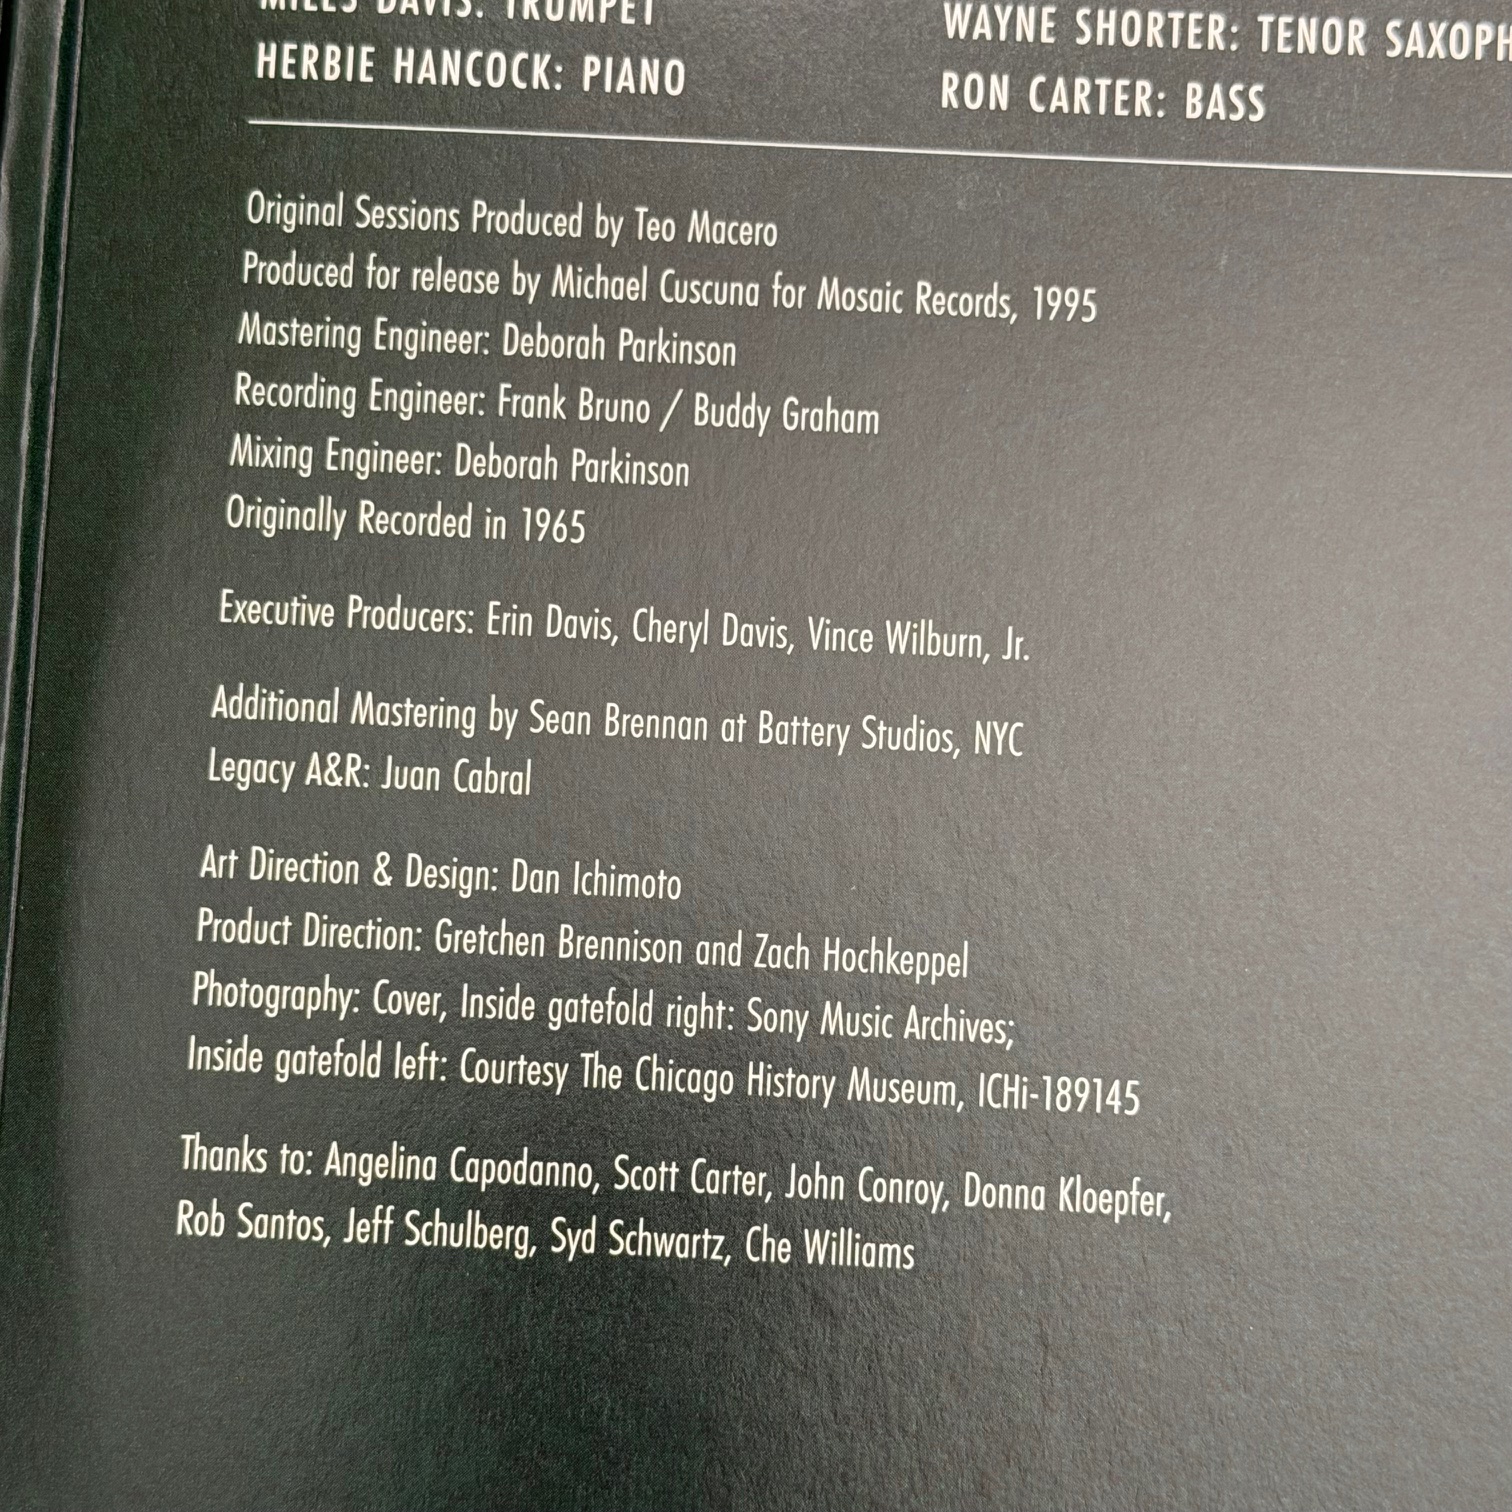 MILES DAVIS: TRUMPET
WAYNE SHORTER: TENOR SAXOPH
HERBIE HANCOCK: PIANO
RON CARTER: BASS
Original Sessions Produced by Teo Macero
Produced for release by Michael Cuscuna for Mosaic Records, 1995
Mastering Engineer: Deborah Parkinson
Recording Engineer: Frank Bruno / Buddy Graham
Mixing Engineer: Deborah Parkinson
Originally Recorded in 1965
Executive Producers: Erin Davis, Cheryl Davis, Vince Wilburn, Jr.
Additional Mastering by Sean Brennan at Battery Studios, NYC
Legacy A&R: Juan Cabral
Art Direction & Design: Dan Ichimoto
Product Direction: Gretchen Brennison and Zach Hochkeppel
Photography: Cover, Inside gatefold right: Sony Music Archives;
Inside gatefold left: Courtesy The Chicago History Museum, ICHi-189145
Thanks to: Angelina Capodanno, Scott Carter, John Conroy, Donna Kloepfer,
Rob Santos, Jeff Schulberg, Syd Schwartz, Che Williams